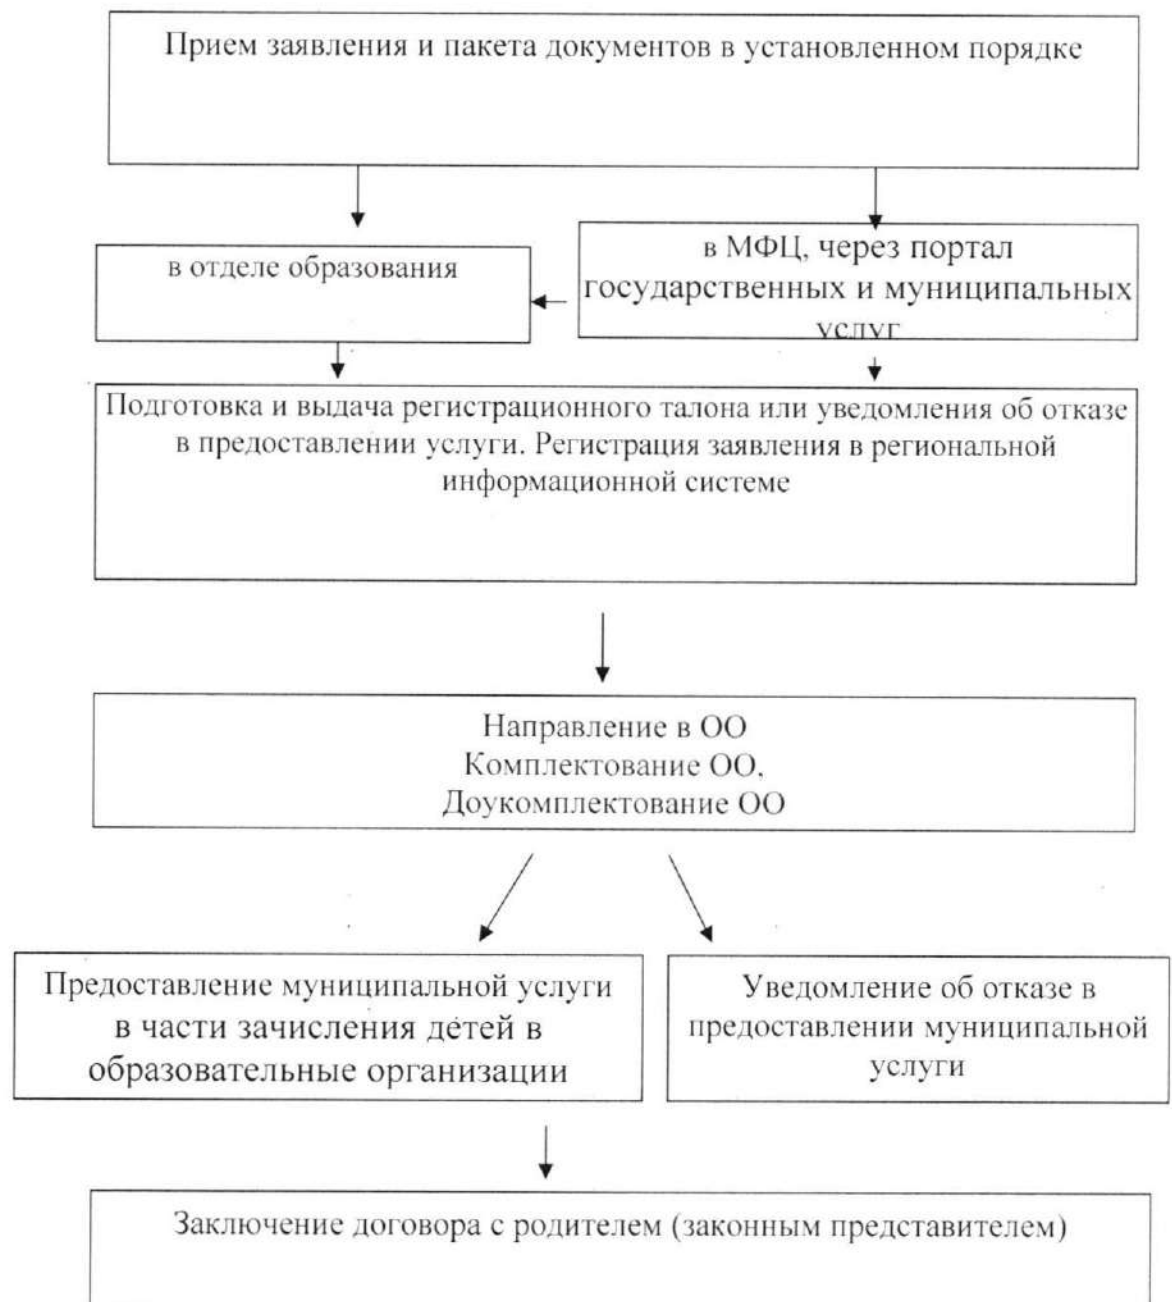 Прием заявления и пакета документов в установленном порядке
в отделе образования
в МФЦ, через портал
государственных и муниципальных
услуг
Подготовка и выдача регистрационного талона или уведомления об отказе
в предоставлении услуги. Регистрация заявления в региональной
информационной системе
Направление в ОО
Комплектование ОО,
Доукомплектование ОО
Предоставление муниципальной услуги
в части зачисления детей в
образовательные организации
Уведомление об отказе в
предоставлении муниципальной
услуги
Заключение договора с родителем (законным представителем)